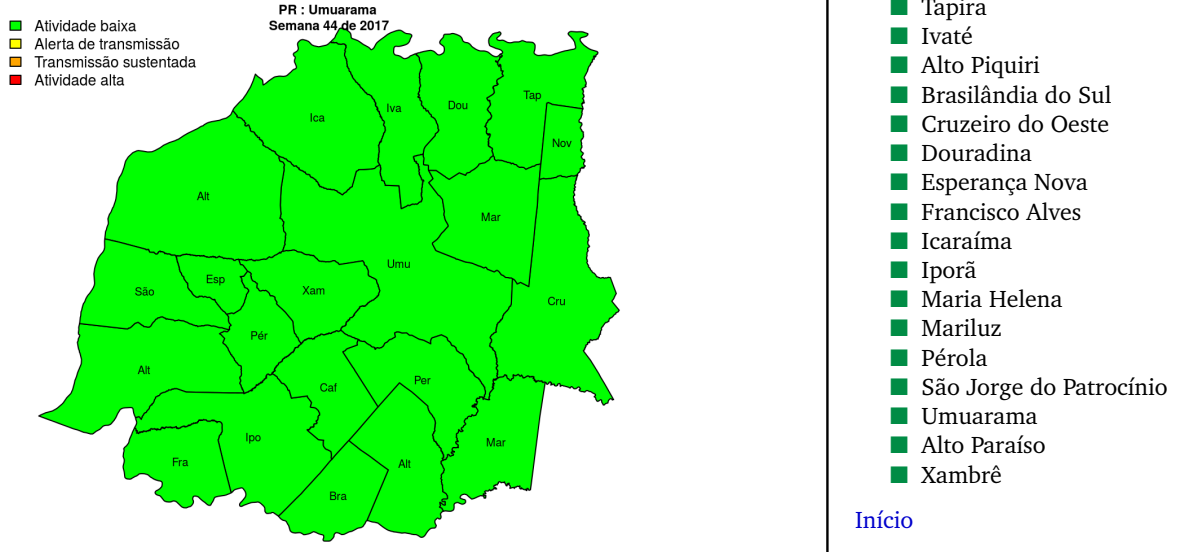 PR : Umuarama
Semana 44 de 2017
Atividade baixa
Alerta de transmissão
Transmissão sustentada
Atividade alta
Ica
Iva
Dou
Tap
Nov
Alt
Mar
Umu
Esp
São
Xam
Cru
Pér
Alt
Caf
Per
Ipo
Mar
Fra
Alt
Bra
Tapira
Ivaté
Alto Piquiri
Brasilândia do Sul
Cruzeiro do Oeste
Douradina
Esperança Nova
Francisco Alves
Icaraíma
Iporã
Maria Helena
Mariluz
Pérola
São Jorge do Patrocínio
Umuarama
Alto Paraíso
Xambrê
Início